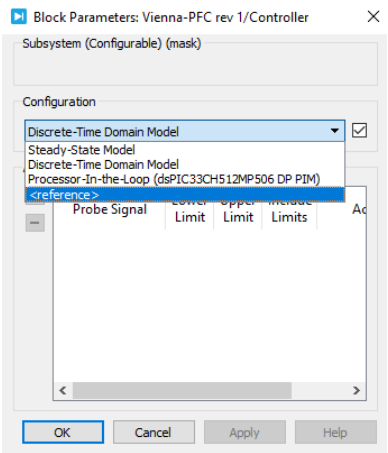 Block Parameters: Vienna-PFC rev 1/Controller
Subsystem (Configurable) (mask)
Configuration
Discrete-Time Domain Model
Steady-State Model
Discrete-Time Domain Model
Processor-In-the-Loop (dsPIC33CH512MP506 DP PIM)
<reference>
Probe Signal Lower Limit Upper Limit Include Limits Ac
OK Cancel Apply Help